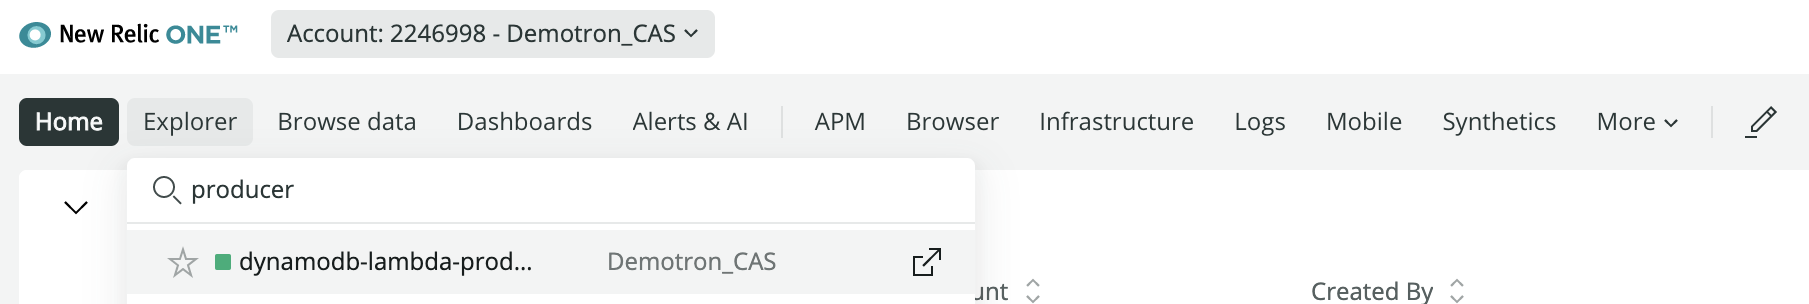 New Relic ONE™ Account: 2246998 - Demotron_CAS
Home Explorer Browse data Dashboards Alerts & AI APM Browser Infrastructure Logs Mobile Synthetics More
producer
dynamodb-lambda-prod... Demotron_CAS
Created By